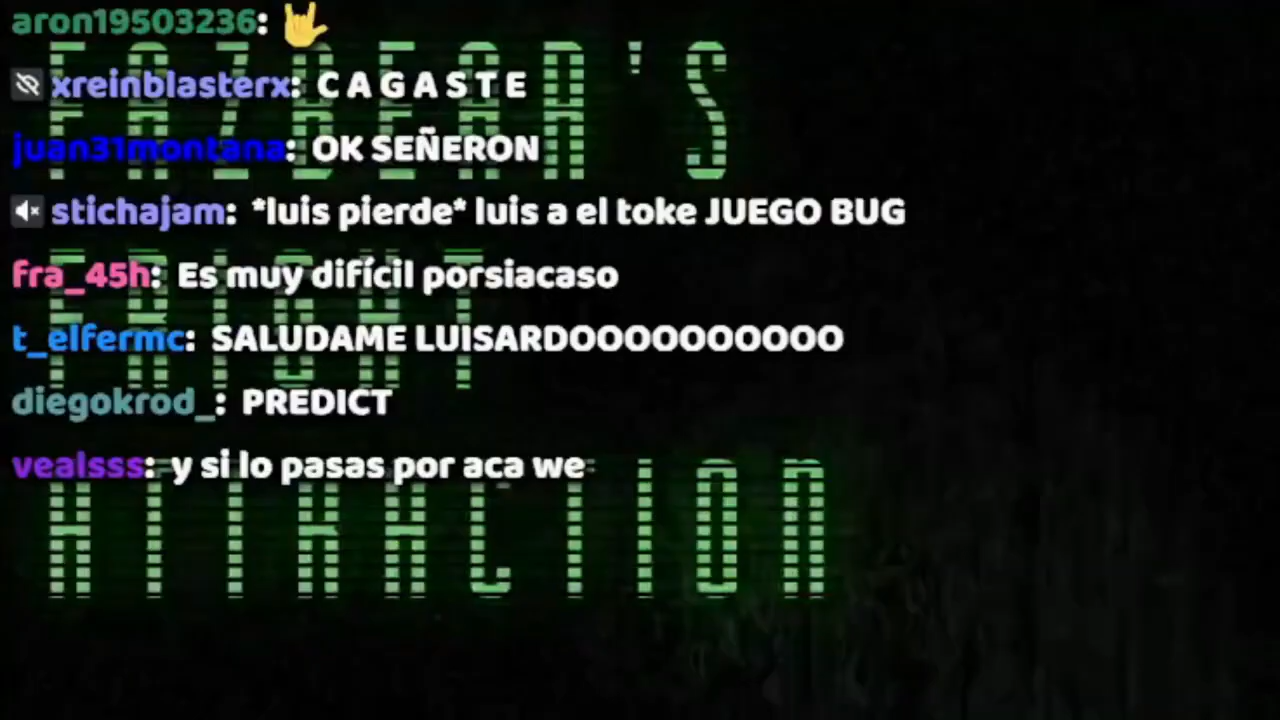 aron19503236: 🤟
FAZBEAR'S
xreinblasterx: C A G A S T E
juan31montana: OK SEÑERON
stichajam: *luis pierde* luis a el toke JUEGO BUG
fra_45h: Es muy difícil porsiacaso
FRIGHT
t_elfermc: SALUDAME LUISARDOOOOOOOOOO
diegokrod_: PREDICT
vealsss: y si lo pasas por aca we
ATTRACTION